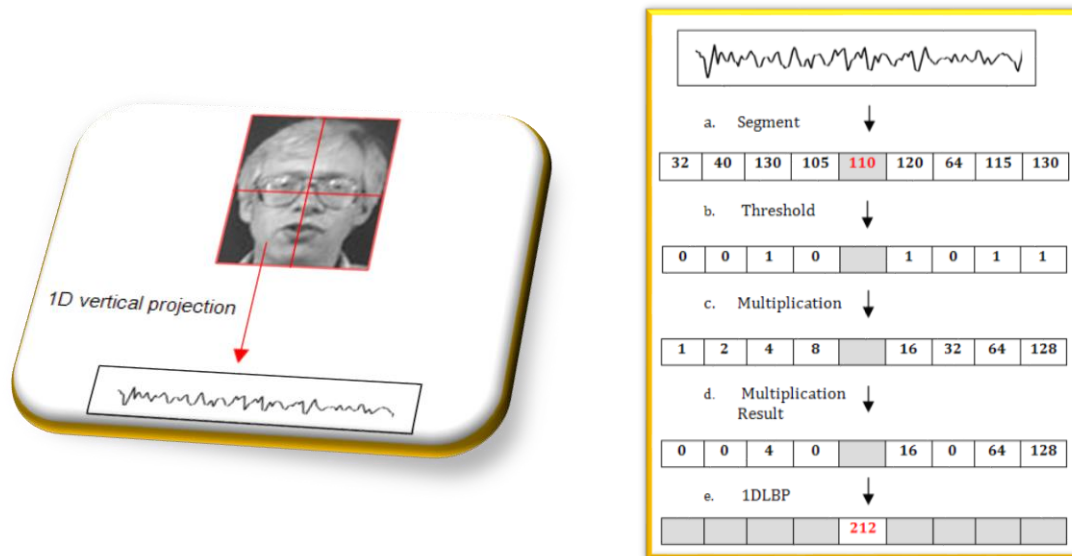 1D vertical projection
a. Segment
32 40 130 105 110 120 64 115 130
b. Threshold
0 0 1 0 1 0 1 1
c. Multiplication
1 2 4 8 16 32 64 128
d. Multiplication
Result
0 0 4 0 16 0 64 128
e. 1DLBP
212